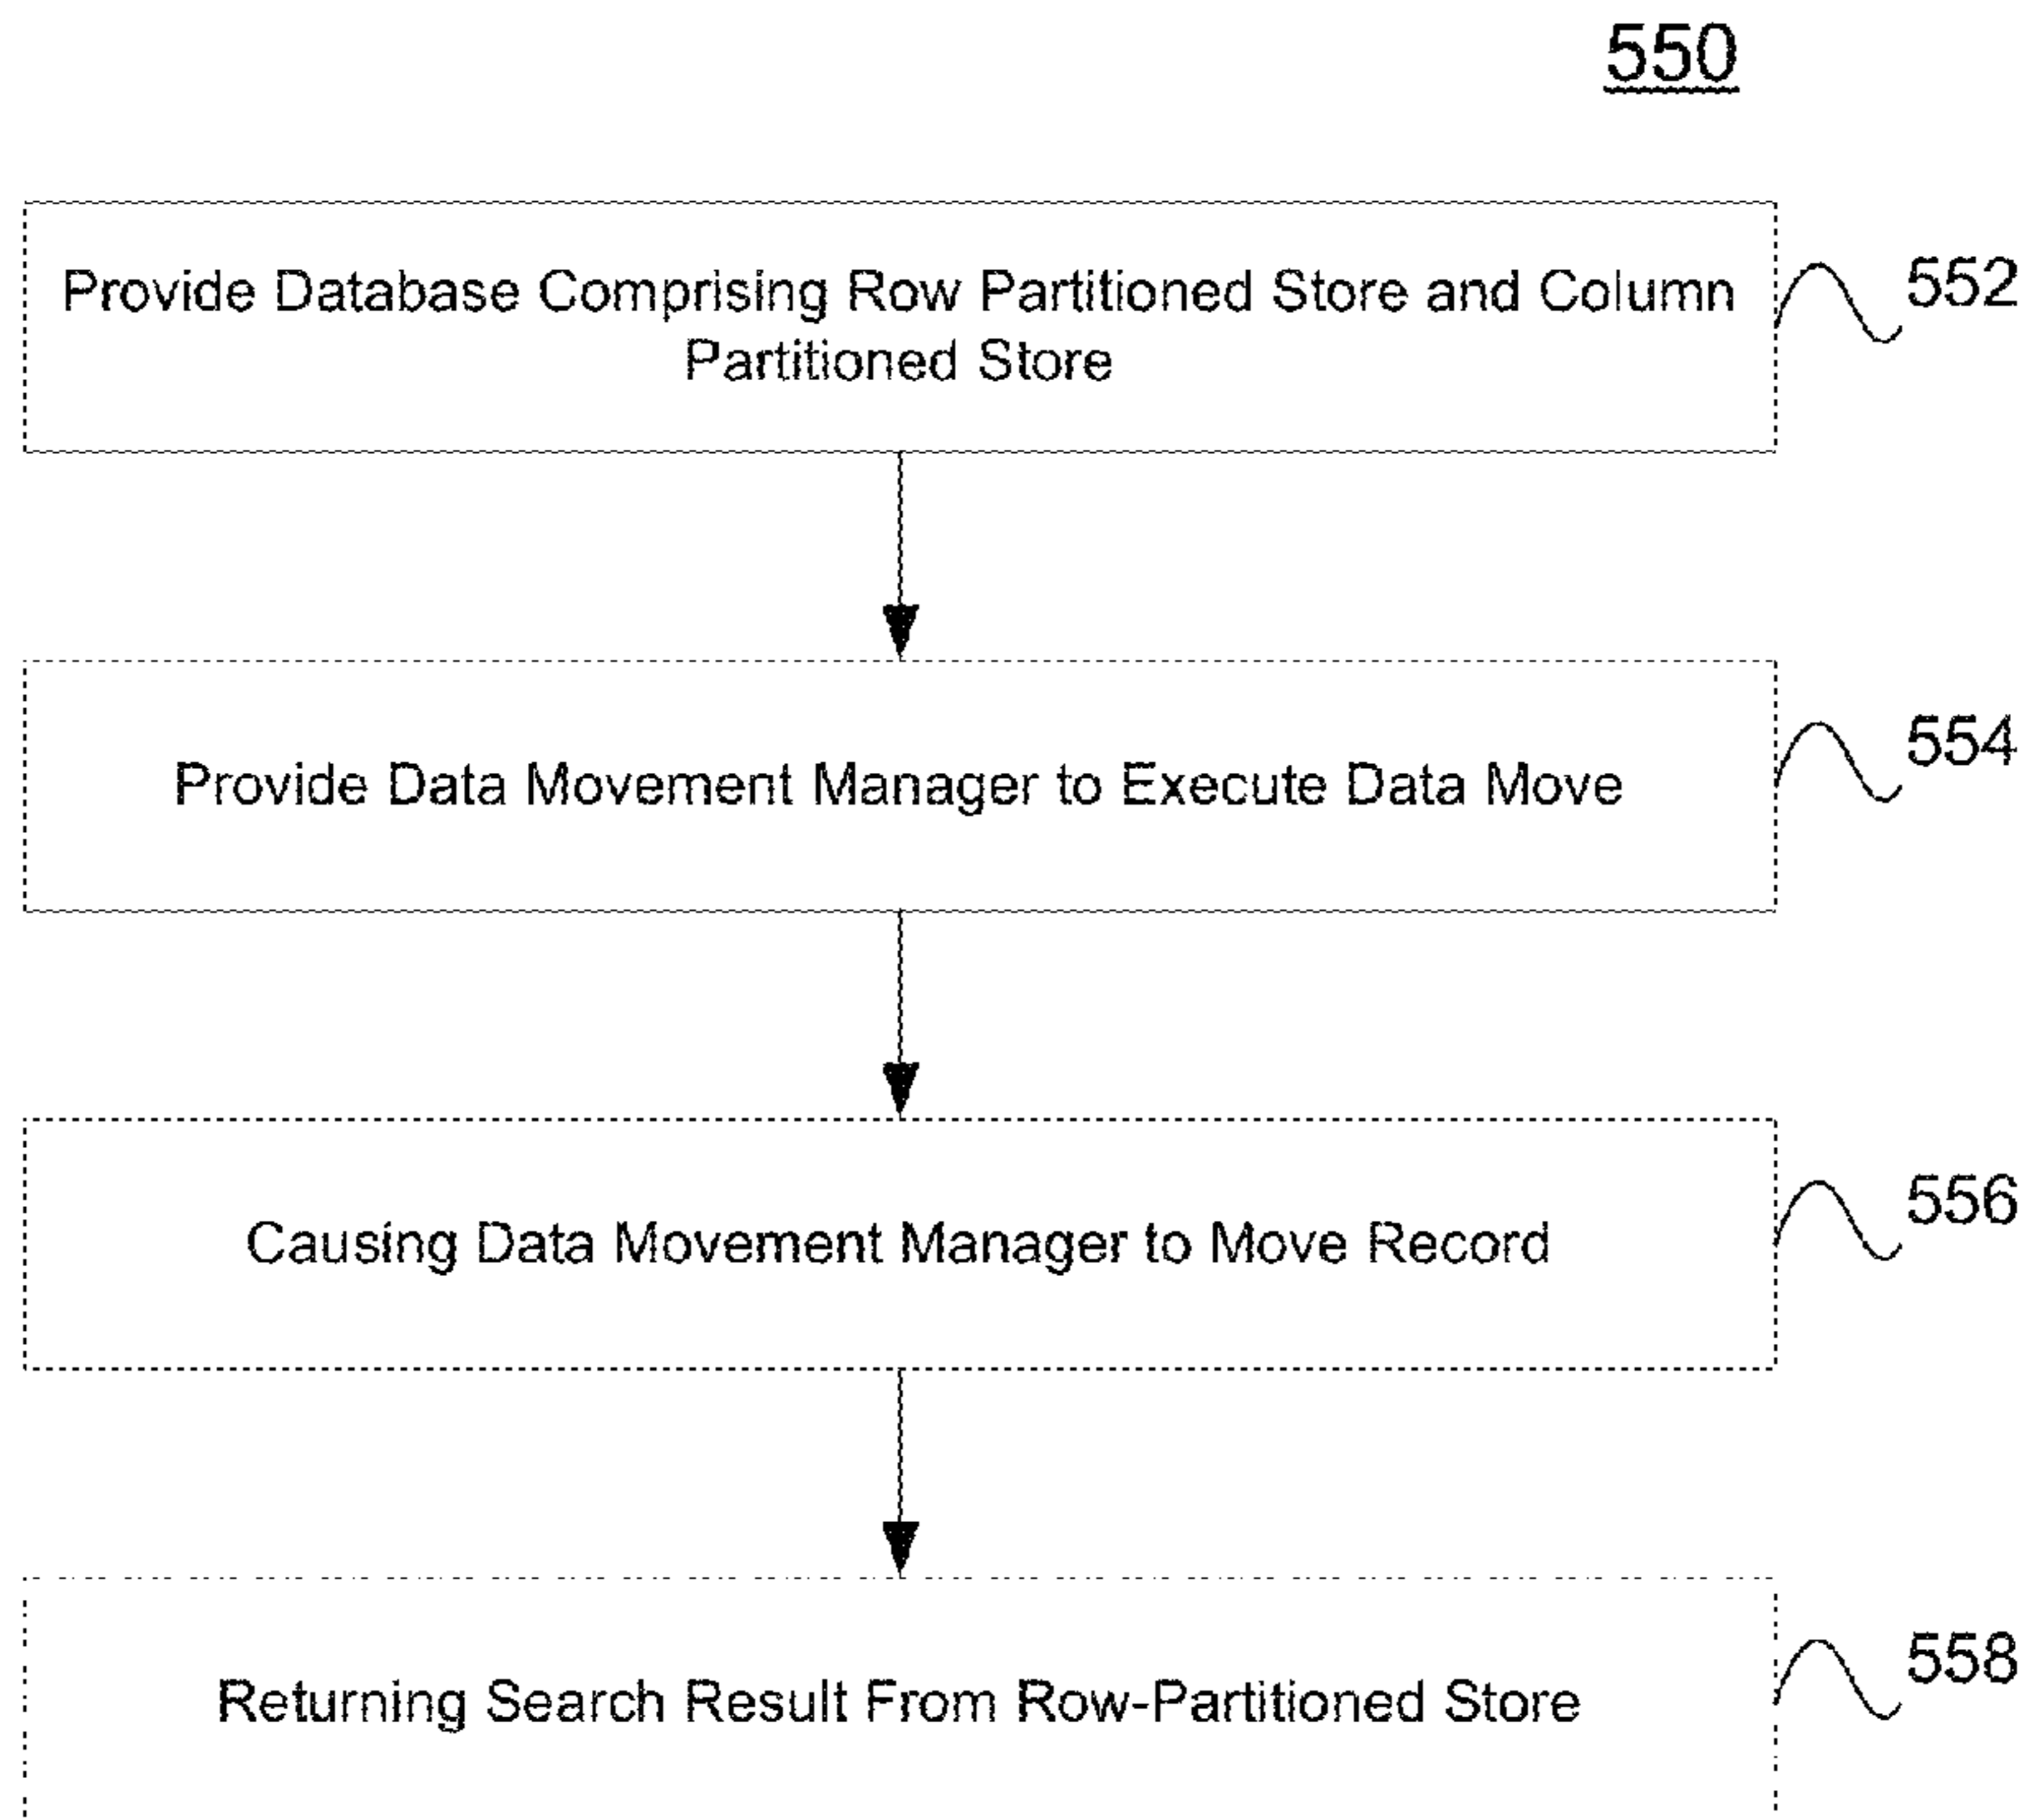 550
Provide Database Comprising Row Partitioned Store and Column
Partitioned Store
552
Provide Data Movement Manager to Execute Data Move
554
Causing Data Movement Manager to Move Record
556
Returning Search Result From Row-Partitioned Store
558